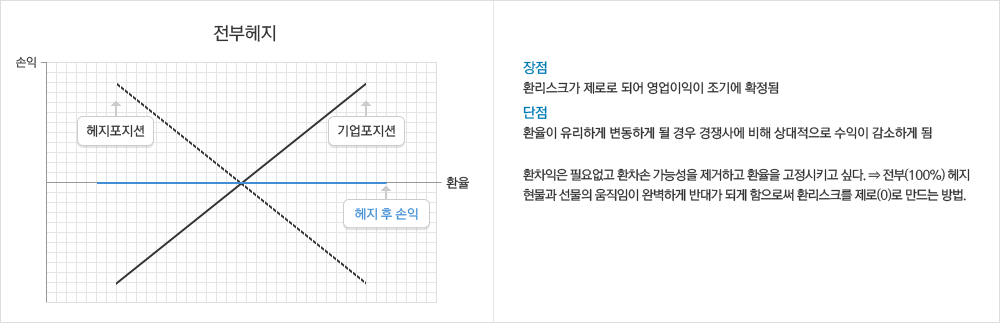 전부헤지
손익
헤지포지션
기업포지션
환율
헤지 후 손익
장점
환리스크가 제로로 되어 영업이익이 조기에 확정됨
단점
환율이 유리하게 변동하게 될 경우 경쟁사에 비해 상대적으로 수익이 감소하게 됨
환차익은 필요없고 환차손 가능성을 제거하고 환율을 고정시키고 싶다. ⇒ 전부(100%) 헤지
현물과 선물의 움직임이 완벽하게 반대가 되게 함으로써 환리스크를 제로(0)로 만드는 방법.